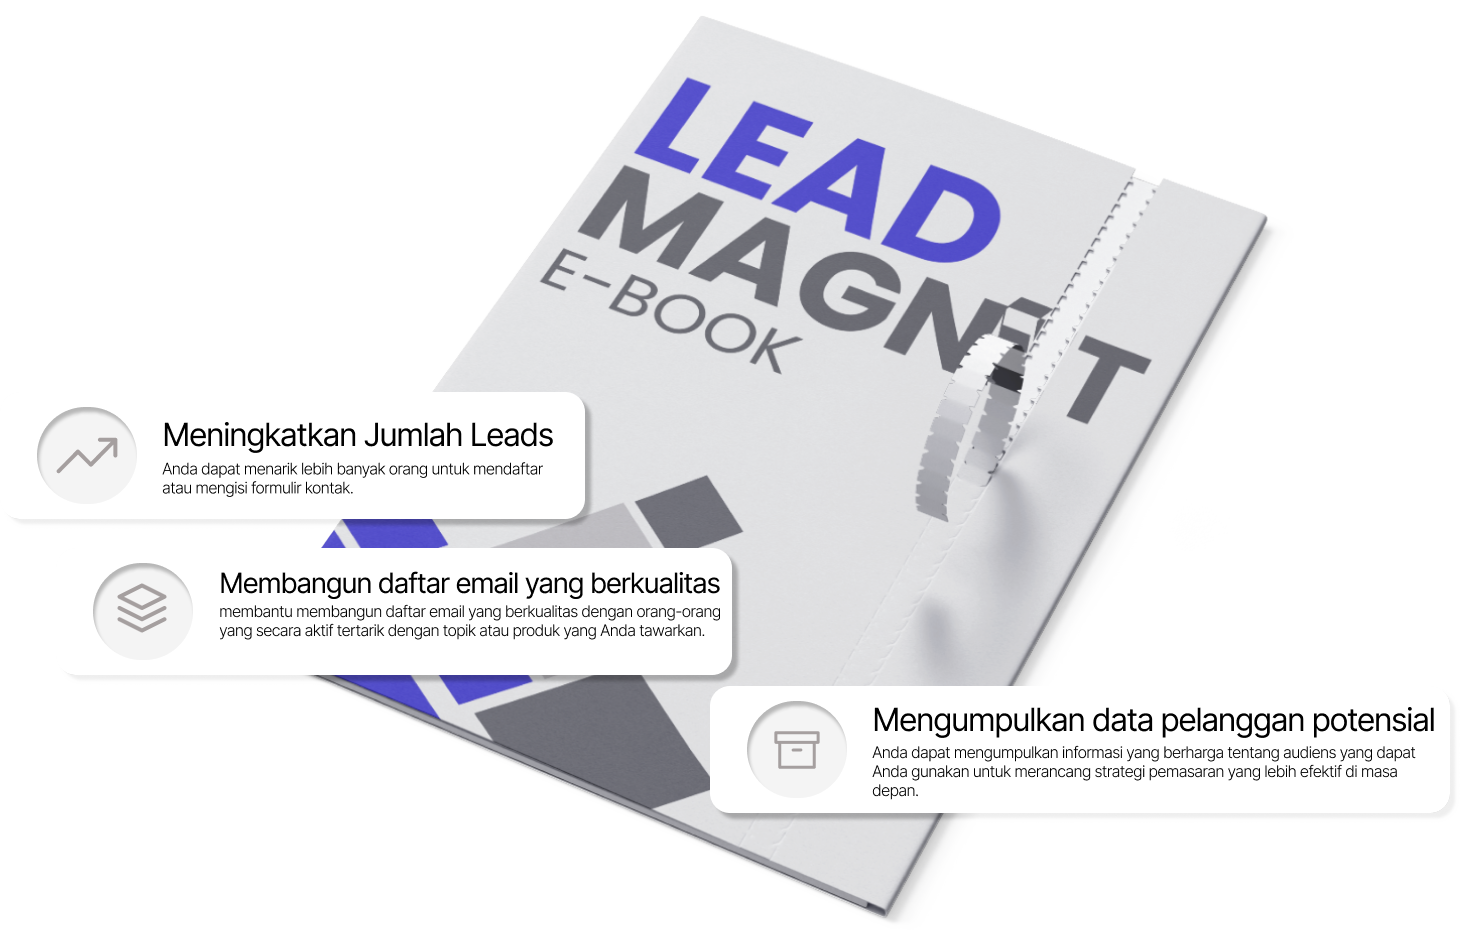 LEAD
MAGNET
E-BOOK
Meningkatkan Jumlah Leads
Anda dapat menarik lebih banyak orang untuk mendaftar
atau mengisi formulir kontak.
Membangun daftar email yang berkualitas
membantu membangun daftar email yang berkualitas dengan orang-orang
yang secara aktif tertarik dengan topik atau produk yang Anda tawarkan.
Mengumpulkan data pelanggan potensial
Anda dapat mengumpulkan informasi yang berharga tentang audiens yang dapat
Anda gunakan untuk merancang strategi pemasaran yang lebih efektif di masa
depan.